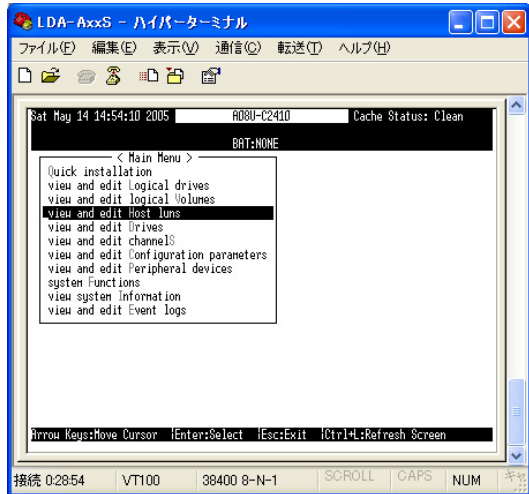 LDA-AxxS - ハイパーターミナル
ファイル(F) 編集(E) 表示(V) 通信(C) 転送(T) ヘルプ(H)
Sat May 14 14:54:10 2005 A08U-C2410 Cache Status: Clean
BAT:NONE
< Main Menu >
Quick installation
view and edit Logical drives
view and edit logical Volumes
view and edit Host luns
view and edit Drives
view and edit channelS
view and edit Configuration parameters
view and edit Peripheral devices
system Functions
view system Information
view and edit Event logs
Arrow Keys:Move Cursor |Enter:Select |Esc:Exit |Ctrl+L:Refresh Screen
接続 0:28:54 VT100 38400 8-N-1 SCROLL CAPS NUM キャ